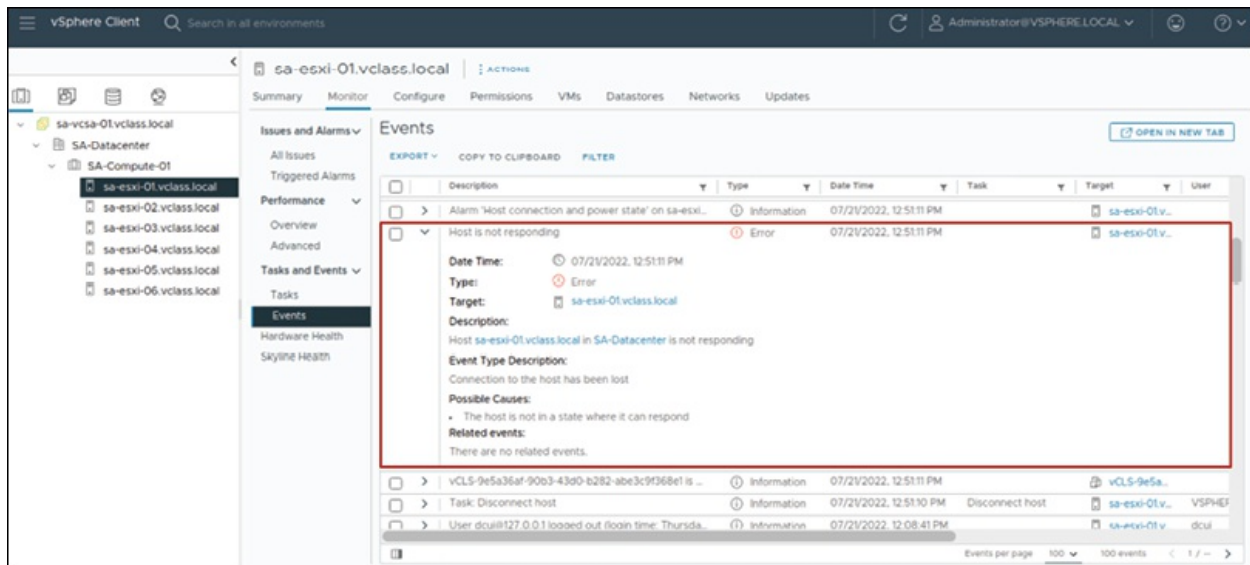 vSphere Client
Search in all environments
Administrator@VSPHERE.LOCAL
sa-vcsa-01.vclass.local
SA-Datacenter
SA-Compute-01
sa-esxi-01.vclass.local
sa-esxi-02.vclass.local
sa-esxi-03.vclass.local
sa-esxi-04.vclass.local
sa-esxi-05.vclass.local
sa-esxi-06.vclass.local
sa-esxi-01.vclass.local
ACTIONS
Summary Monitor Configure Permissions VMs Datastores Networks Updates
Issues and Alarms
All Issues
Triggered Alarms
Performance
Overview
Advanced
Tasks and Events
Tasks
Events
Hardware Health
Skyline Health
Events
OPEN IN NEW TAB
EXPORT COPY TO CLIPBOARD FILTER
Description Type Date Time Task Target User
Alarm 'Host connection and power state' on sa-esxi... Information 07/21/2022, 12:51:11 PM sa-esxi-01.v...
Host is not responding Error 07/21/2022, 12:51:11 PM sa-esxi-01.v...
Date Time: 07/21/2022, 12:51:11 PM
Type: Error
Target: sa-esxi-01.vclass.local
Description:
Host sa-esxi-01.vclass.local in SA-Datacenter is not responding
Event Type Description:
Connection to the host has been lost
Possible Causes:
• The host is not in a state where it can respond
Related events:
There are no related events.
vCLS-9e5a36af-90b3-43d0-b282-abe3c9f368e1 is ... Information 07/21/2022, 12:51:11 PM vCLS-9e5a...
Task: Disconnect host Information 07/21/2022, 12:51:10 PM Disconnect host sa-esxi-01.v... VSPHER
User dcui@127.0.0.1 logged out (login time: Thursda... Information 07/21/2022, 12:08:41 PM sa-esxi-01.v... dcui
Events per page 100 100 events 1 / --